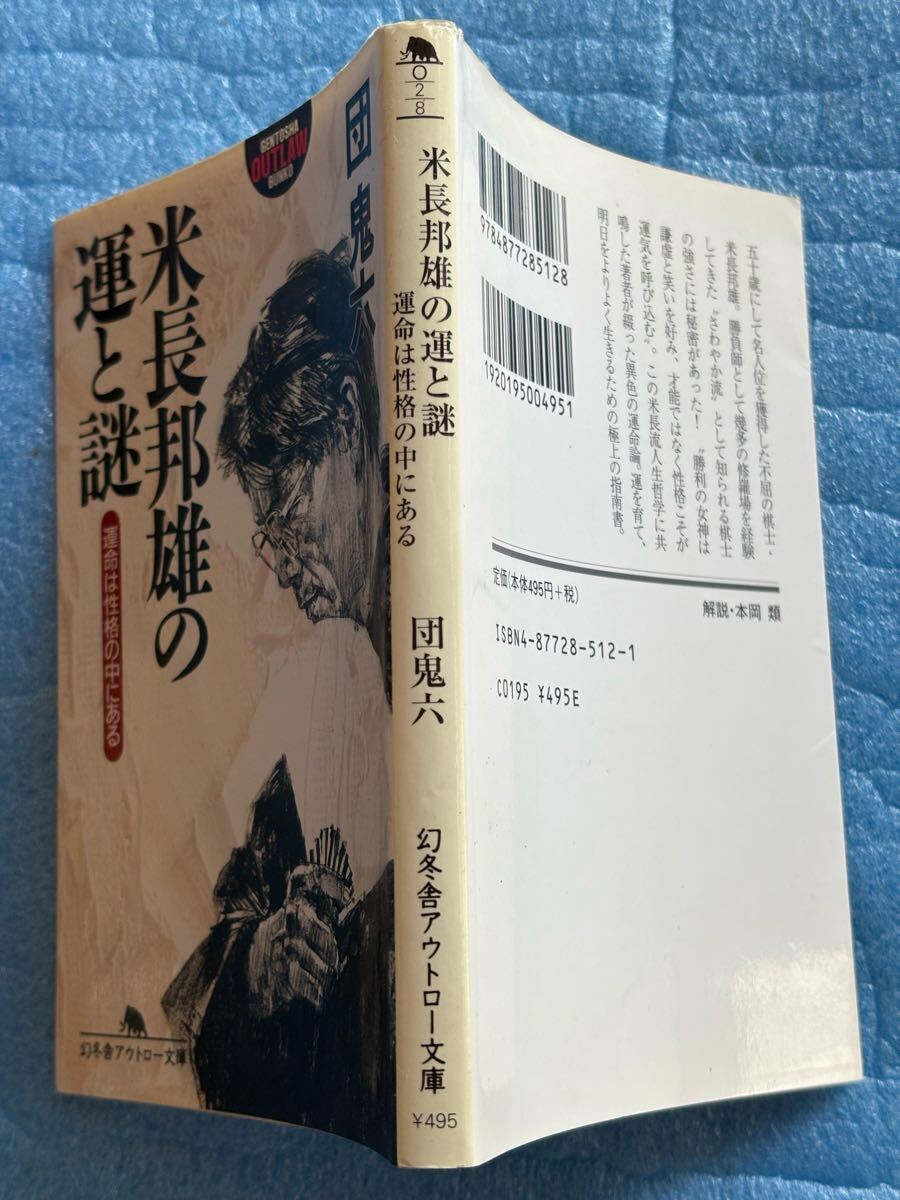 GENTOSHA
OUTLAW
BUNKO
団鬼六
米長邦雄の
運と謎
運命は性格の中にある
幻冬舎アウトロー文庫
O
2
8
米長邦雄の運と謎
運命は性格の中にある
団鬼六
幻冬舎アウトロー文庫
¥495
9784877285128
1920195004951
五十歳にして名人位を獲得した不屈の棋士・
米長邦雄。勝負師として幾多の修羅場を経験
してきた〝さわやか流〟として知られる棋士
の強さには秘密があった! 〝勝利の女神は
謙虚と笑いを好み、才能ではなく性格こそが
運気を呼び込む〟。この米長流人生哲学に共
鳴した著者が綴った異色の運命論。運を育て、
明日をよりよく生きるための極上の指南書。
解説・本岡 類
定価(本体495円+税)
ISBN4-87728-512-1
C0195 ¥495E